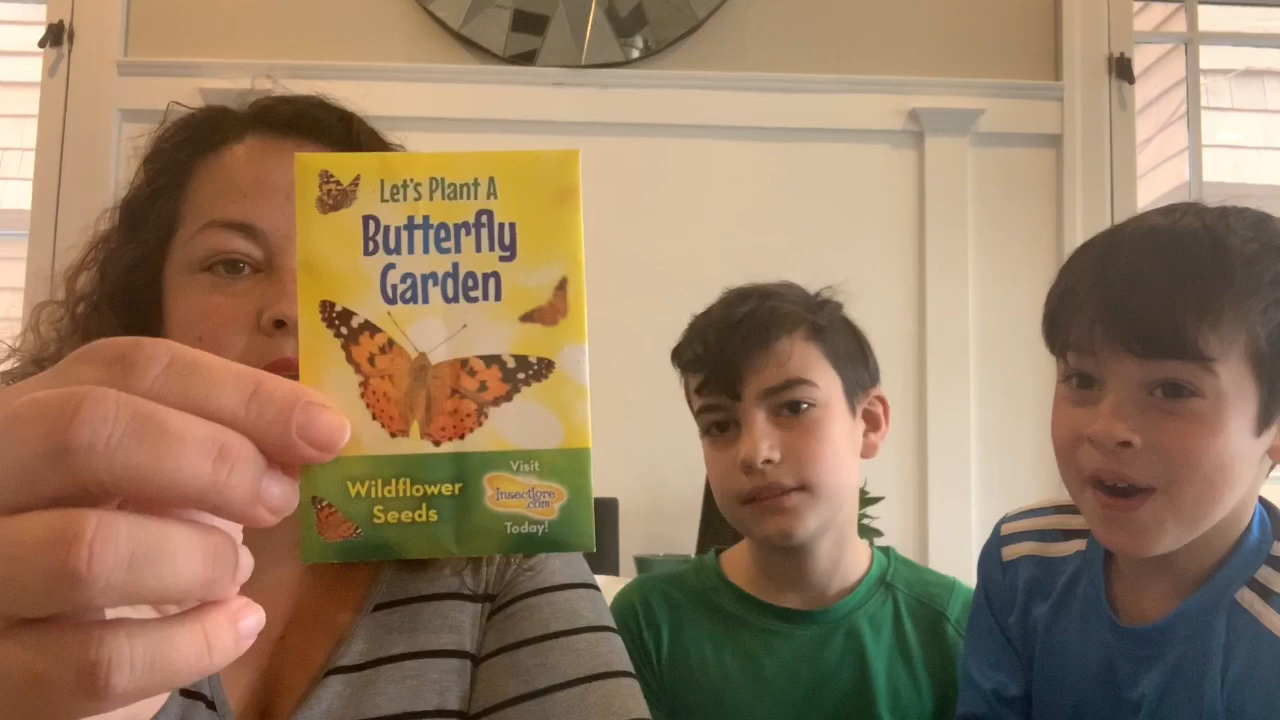 Let's Plant A
Butterfly
Garden
Wildflower
Seeds
Visit
Insectlore
.com
Today!